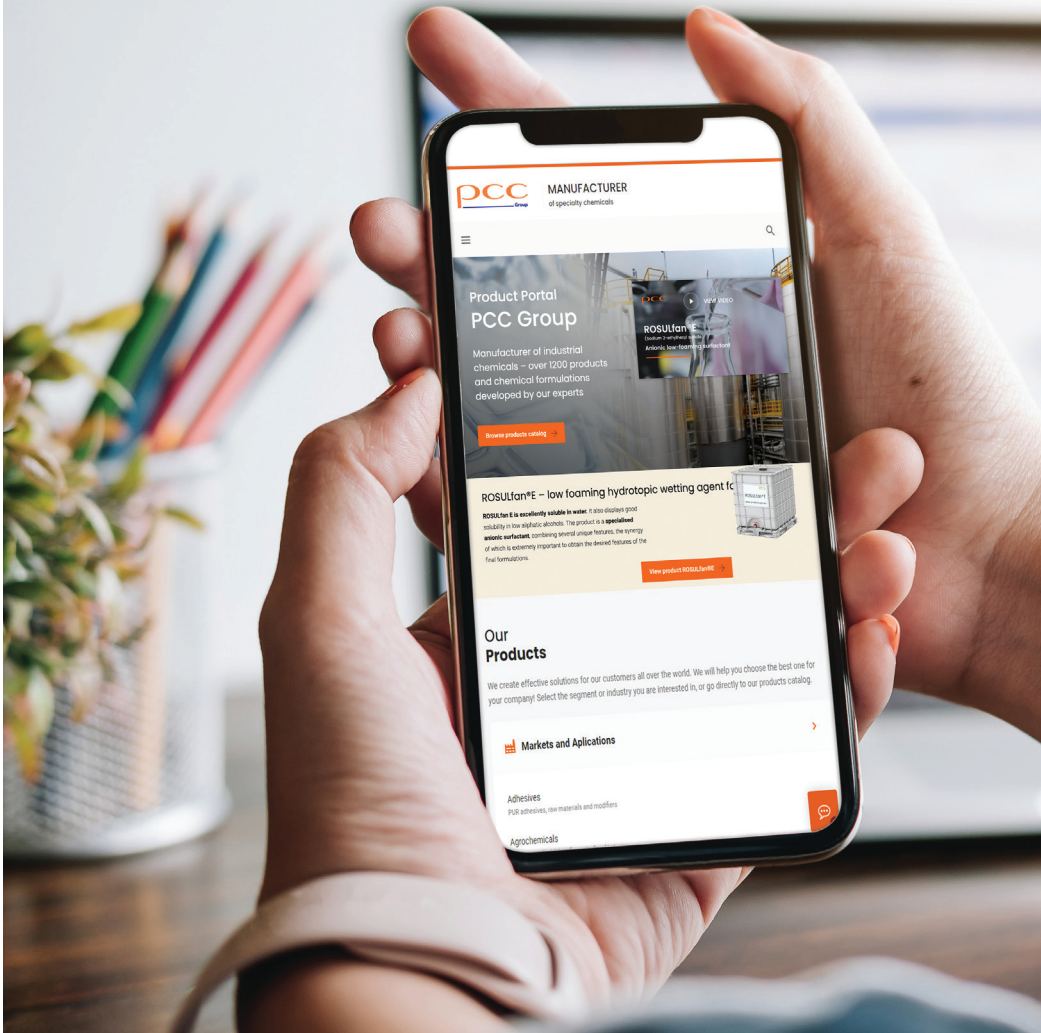 pcc
Group
MANUFACTURER
of specialty chemicals
Product Portal
PCC Group
Manufacturer of industrial
chemicals – over 1200 products
and chemical formulations
developed by our experts
Browse products catalog
pcc
VIEW VIDEO
ROSULfan®E
Anionic low-foaming surfactant
ROSULfan®E – low foaming hydrotopic wetting agent fo
ROSULfan E is excellently soluble in water. It also displays good
solubility in low aliphatic alcohols. The product is a specialised
anionic surfactant, combining several unique features, the synergy
of which is extremely important to obtain the desired features of the
final formulations.
ROSULfan®E
View product ROSULfan®E
Our
Products
We create effective solutions for our customers all over the world. We will help you choose the best one for
your company! Select the segment or industry you are interested in, or go directly to our products catalog.
Markets and Aplications
Adhesives
PUR adhesives, raw materials and modifiers
Agrochemicals